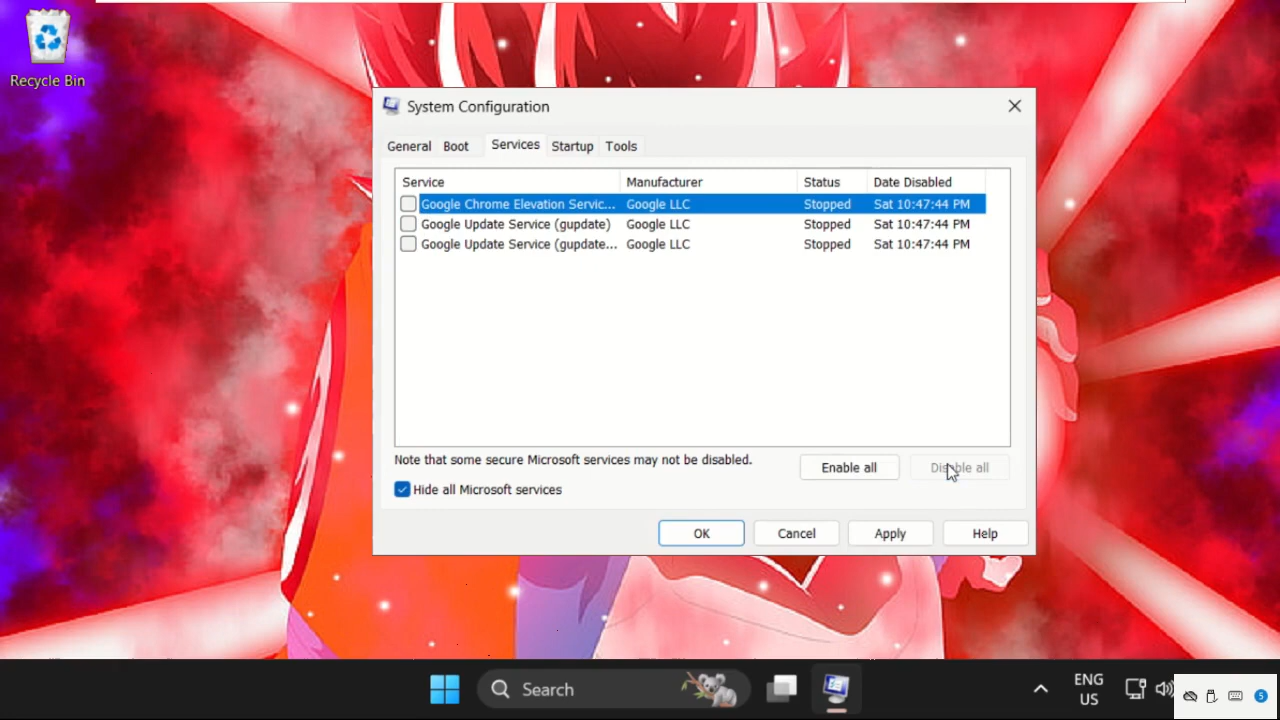 Recycle Bin
System Configuration
General Boot Services Startup Tools
Service Manufacturer Status Date Disabled
Google Chrome Elevation Servic... Google LLC Stopped Sat 10:47:44 PM
Google Update Service (gupdate) Google LLC Stopped Sat 10:47:44 PM
Google Update Service (gupdate... Google LLC Stopped Sat 10:47:44 PM
Note that some secure Microsoft services may not be disabled.
Enable all Disable all
Hide all Microsoft services
OK Cancel Apply Help
Search
ENG
US
5